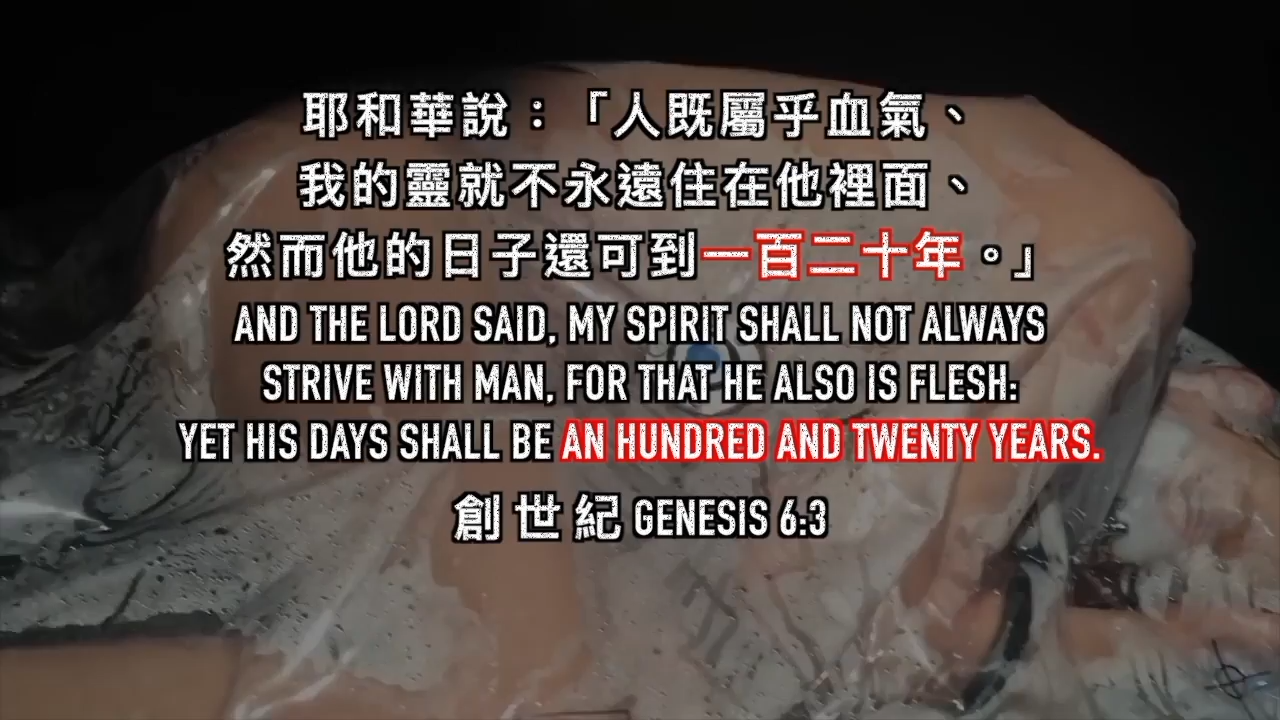 耶和華說：「人既屬乎血氣、
我的靈就不永遠住在他裡面、
然而他的日子還可到一百二十年。」
AND THE LORD SAID, MY SPIRIT SHALL NOT ALWAYS
STRIVE WITH MAN, FOR THAT HE ALSO IS FLESH:
YET HIS DAYS SHALL BE AN HUNDRED AND TWENTY YEARS.
創世紀 GENESIS 6:3